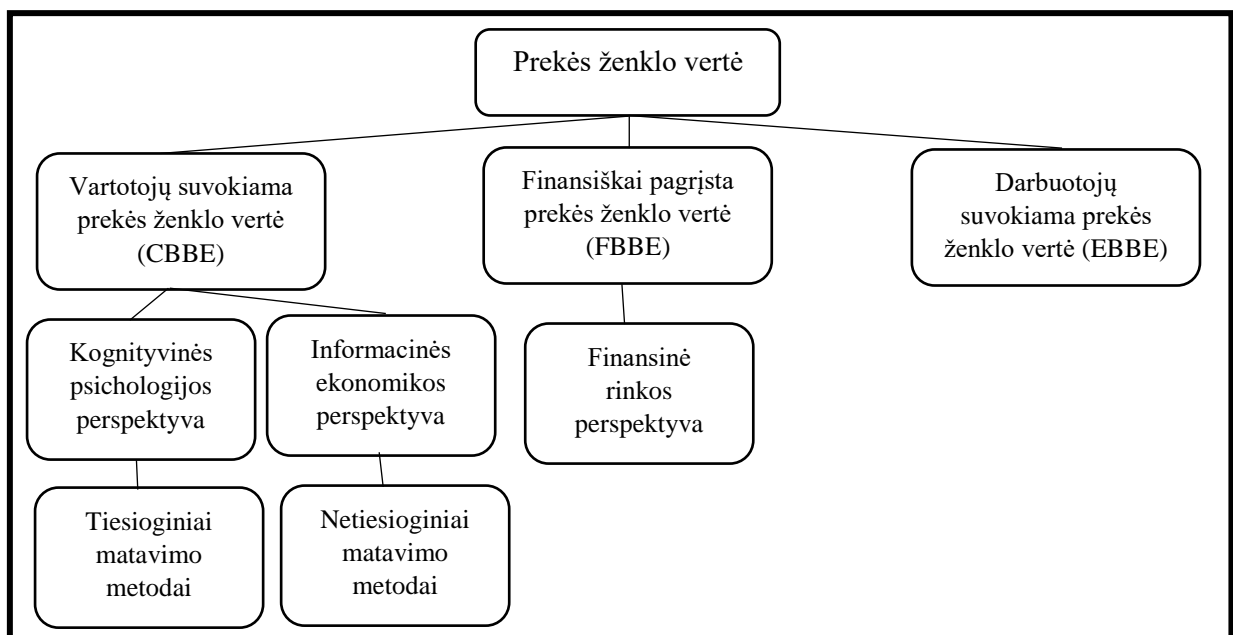 Prekės ženklo vertė
Vartotojų suvokiama
prekės ženklo vertė
(CBBE)
Finansiškai pagrįsta
prekės ženklo vertė
(FBBE)
Darbuotojų
suvokiama prekės
ženklo vertė (EBBE)
Kognityvinės
psichologijos
perspektyva
Informacinės
ekonomikos
perspektyva
Finansinė
rinkos
perspektyva
Tiesioginiai
matavimo
metodai
Netiesioginiai
matavimo
metodai